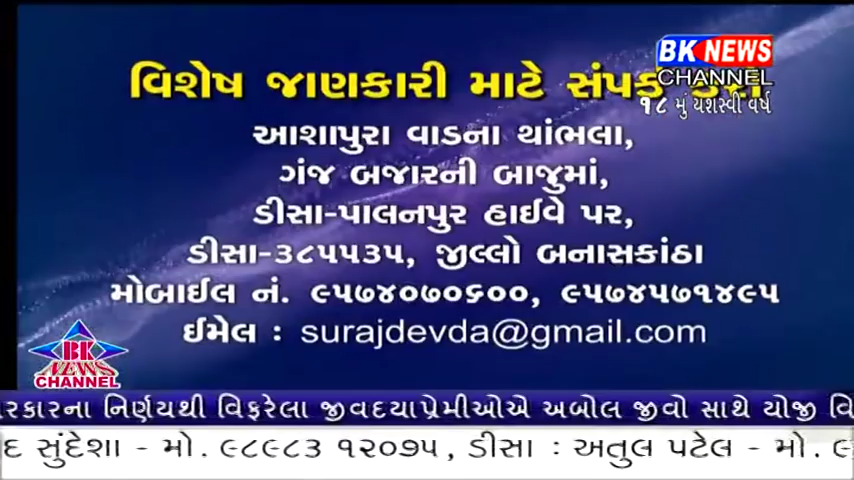 BK NEWS
CHANNEL
૧૮ મું યશસ્વી વર્ષ
વિશેષ જાણકારી માટે સંપર્ક કરો
આશાપુરા વાડના થાંભલા,
ગંજ બજારની બાજુમાં,
ડીસા-પાલનપુર હાઈવે પર,
ડીસા-૩૮૫૫૩૫, જીલ્લો બનાસકાંઠા
મોબાઈલ નં. ૯૫૭૪૦૭૦૬૦૦, ૯૫૭૪૫૭૧૪૯૫
ઈમેલ : surajdevda@gmail.com
BK
NEWS
CHANNEL
રકારના નિર્ણયથી વિફરેલા જીવદયાપ્રેમીઓએ અબોલ જીવો સાથે યોજી વિ
દ સુંદેશા - મો. ૯૮૯૮૩ ૧૨૦૭૫, ડીસા : અતુલ પટેલ - મો. ૯